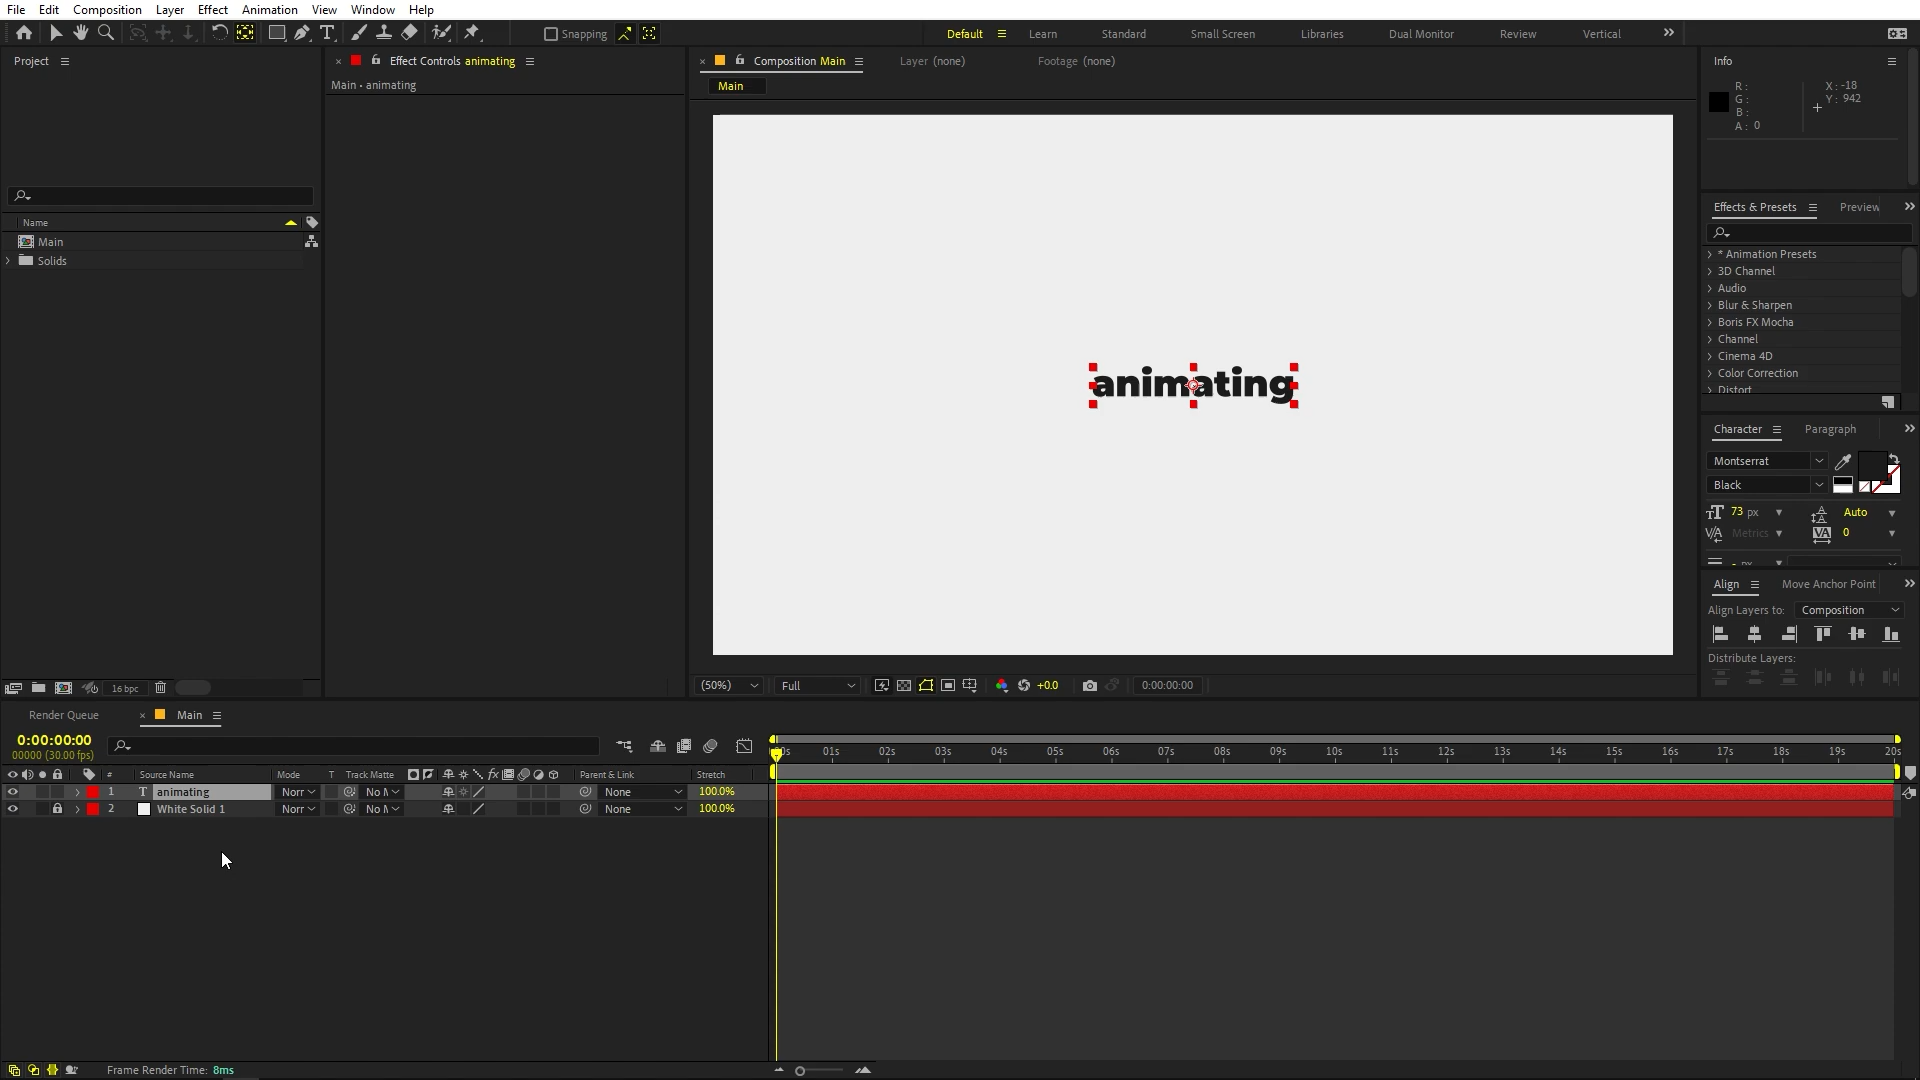 File Edit Composition Layer Effect Animation View Window Help
Snapping
Default Learn Standard Small Screen Libraries Dual Monitor Review Vertical
Project
Name
Main
Solids
16 bpc
Effect Controls animating
Main • animating
Composition Main
Layer (none)
Footage (none)
Main
animating
(50%) Full +0.0 0:00:00:00
Info
R :
G :
B :
A : 0
X : -18
Y : 942
Effects & Presets Preview
* Animation Presets
3D Channel
Audio
Blur & Sharpen
Boris FX Mocha
Channel
Cinema 4D
Color Correction
Distort
Character Paragraph
Montserrat
Black
73 px Auto
Metrics 0
px
Align Move Anchor Point
Align Layers to: Composition
Distribute Layers:
Render Queue Main
0:00:00:00
00000 (30.00 fps)
# Source Name Mode T Track Matte fx Parent & Link Stretch
1 T animating Norr No M None 100.0%
2 White Solid 1 Norr No M None 100.0%
00s 01s 02s 03s 04s 05s 06s 07s 08s 09s 10s 11s 12s 13s 14s 15s 16s 17s 18s 19s 20s
Frame Render Time: 8ms